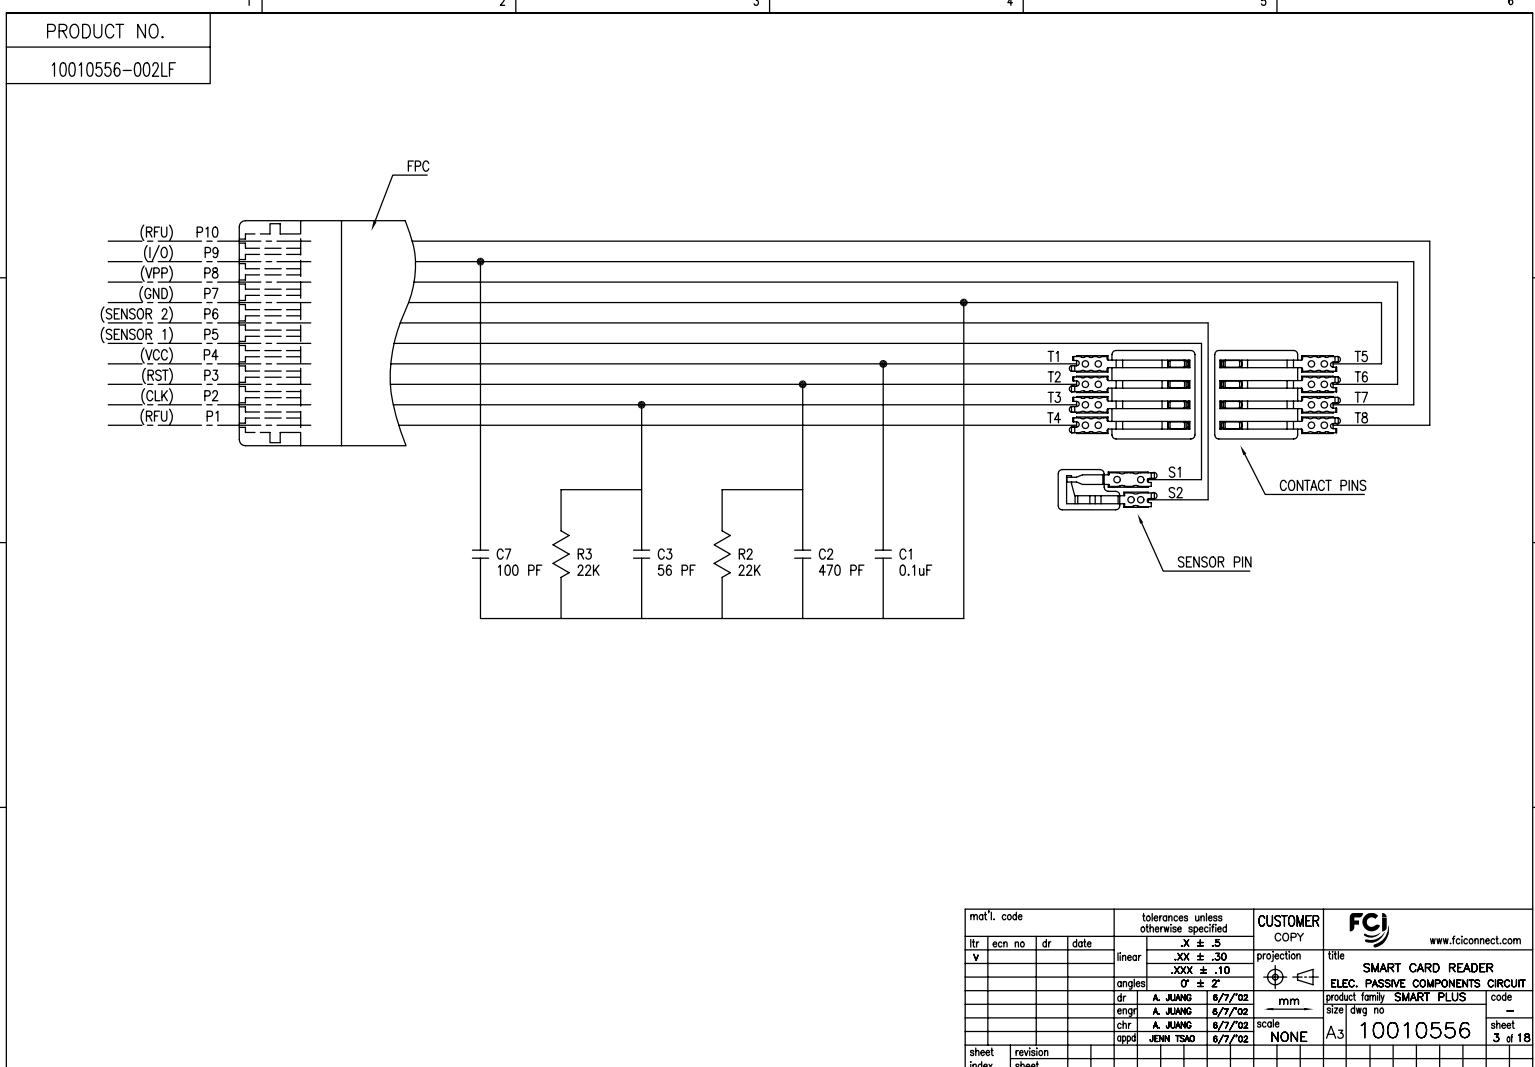 1 2 3 4 5 6
PRODUCT NO.
10010556-002LF
FPC
(RFU) P10
(I/O) P9
(VPP) P8
(GND) P7
(SENSOR 2) P6
(SENSOR 1) P5
(VCC) P4
(RST) P3
(CLK) P2
(RFU) P1
T1
T2
T3
T4
T5
T6
T7
T8
S1
S2
CONTACT PINS
SENSOR PIN
C7
100 PF
R3
22K
C3
56 PF
R2
22K
C2
470 PF
C1
0.1uF
mat'l. code
tolerances unless
otherwise specified
CUSTOMER
COPY
FCI
www.fciconnect.com
ltr ecn no dr date
V
linear
.X ± .5
.XX ± .30
.XXX ± .10
angles 0° ± 2°
projection
title
SMART CARD READER
ELEC. PASSIVE COMPONENTS CIRCUIT
dr A. JUANG 6/7/'02
engr A. JUANG 6/7/'02
chr A. JUANG 6/7/'02
appd JENN TSAO 6/7/'02
mm
scale
NONE
product family SMART PLUS
code
-
size
A3
dwg no
10010556
sheet
3 of 18
sheet
index
revision
sheet